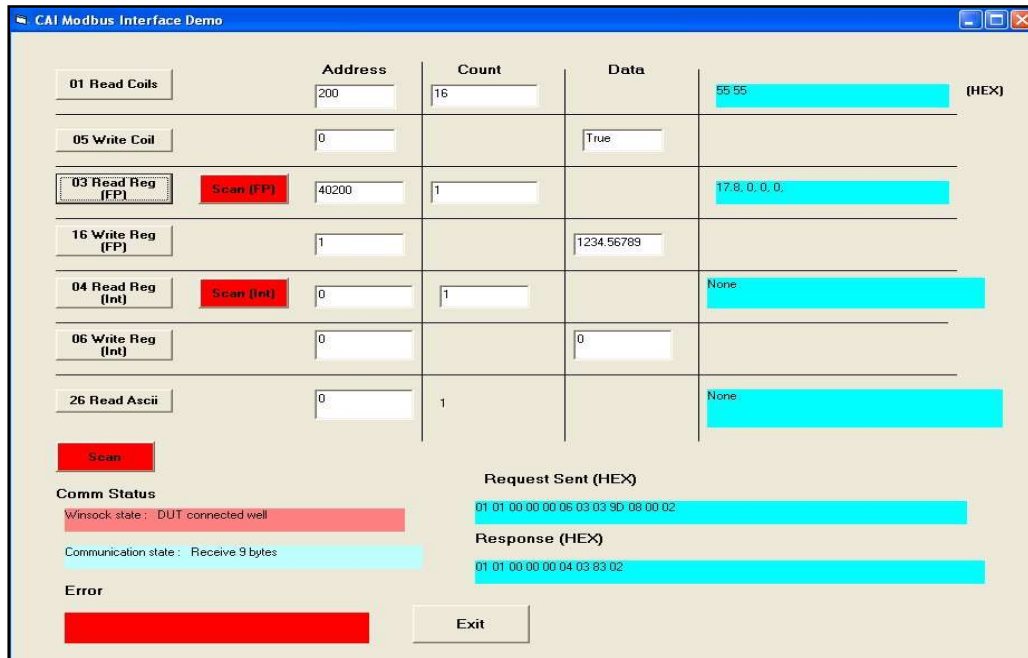 CAI Modbus Interface Demo
Address Count Data
01 Read Coils 200 16 55 55 (HEX)
05 Write Coil 0 True
03 Read Reg
(FP) Scan (FP) 40200 1 17.8, 0, 0, 0,
16 Write Reg
(FP) 1 1234.56789
04 Read Reg
(Int) Scan (Int) 0 1 None
06 Write Reg
(Int) 0 0
26 Read Ascii 0 1 None
Scan
Request Sent (HEX)
Comm Status
01 01 00 00 00 06 03 03 9D 08 00 02
Winsock state : DUT connected well
Response (HEX)
Communication state : Receive 9 bytes
01 01 00 00 00 04 03 83 02
Error
Exit